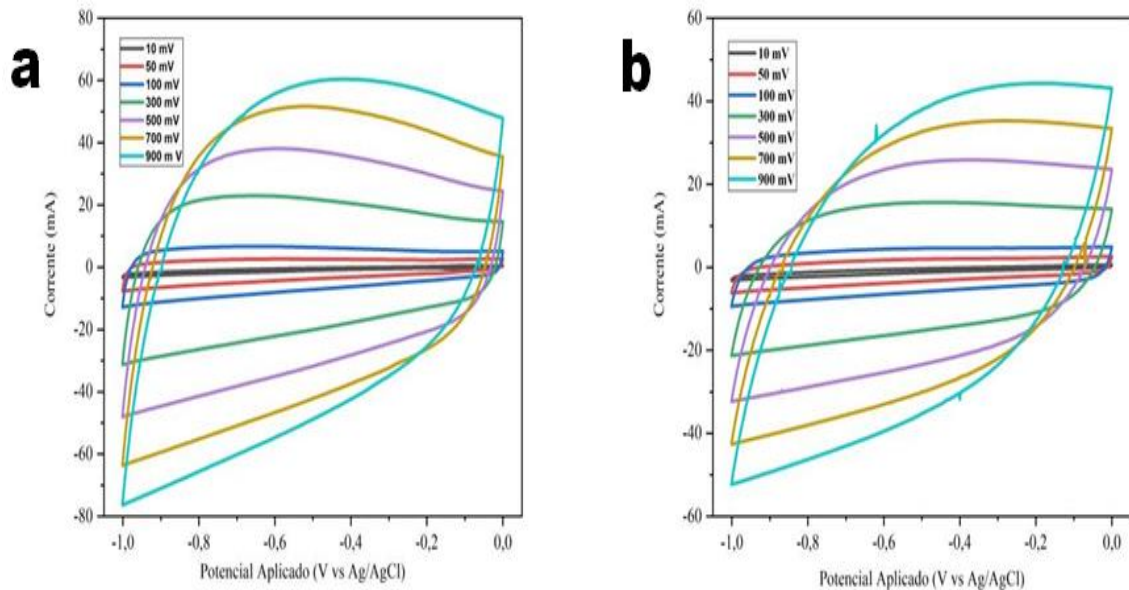 a
80
60
40
20
0
-20
-40
-60
-80
Corrente (mA)
10 mV
50 mV
100 mV
300 mV
500 mV
700 mV
900 m V
-1,0 -0,8 -0,6 -0,4 -0,2 0,0
Potencial Aplicado (V vs Ag/AgCl)
b
60
40
20
0
-20
-40
-60
Corrente (mA)
10 mV
50 mV
100 mV
300 mV
500 mV
700 mV
900 mV
-1,0 -0,8 -0,6 -0,4 -0,2 0,0
Potencial Aplicado (V vs Ag/AgCl)